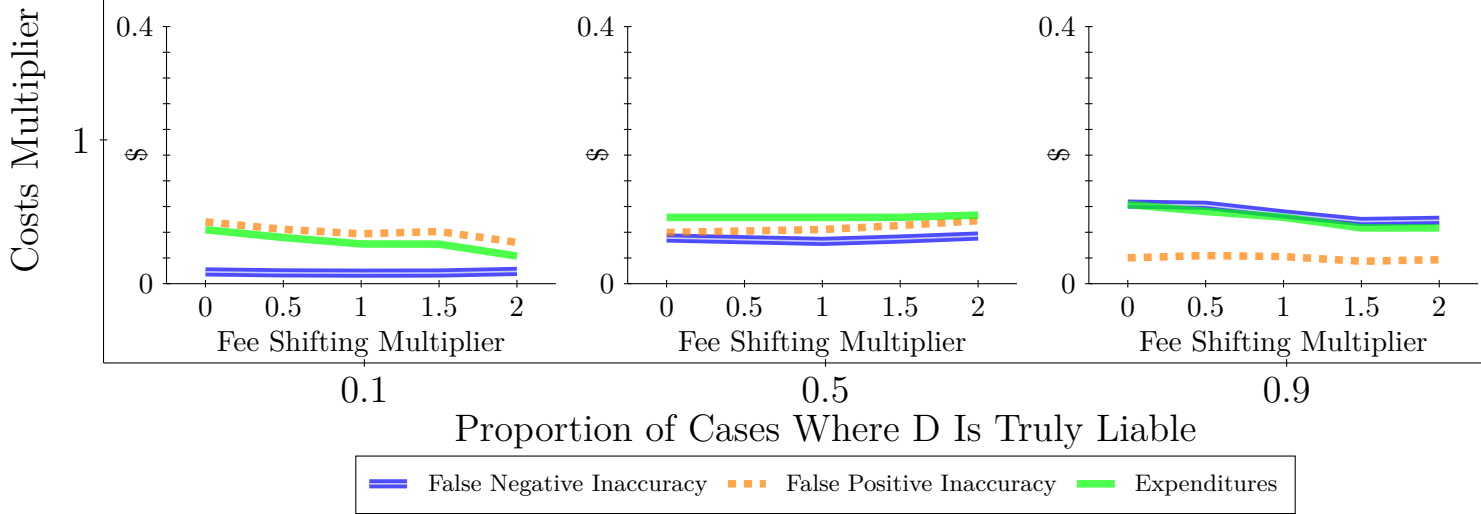 Costs Multiplier
1
0.4 0.4 0.4
$ $ $
0 0 0
0 0.5 1 1.5 2 0 0.5 1 1.5 2 0 0.5 1 1.5 2
Fee Shifting Multiplier Fee Shifting Multiplier Fee Shifting Multiplier
0.1 0.5 0.9
Proportion of Cases Where D Is Truly Liable
False Negative Inaccuracy False Positive Inaccuracy Expenditures